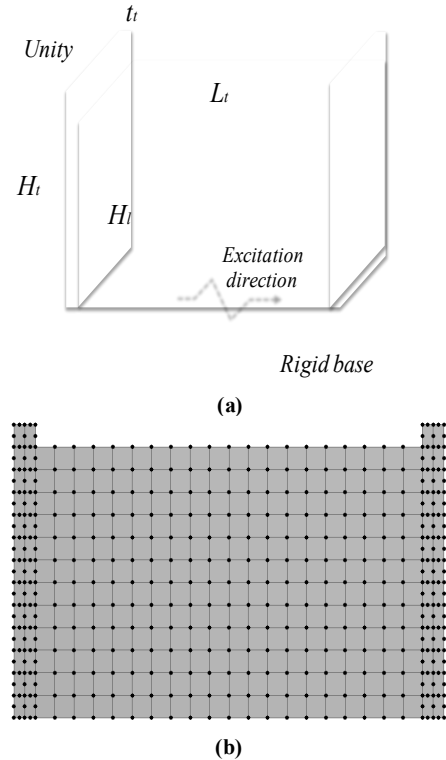 tt
Unity
Lt
Ht
Hl
Excitation
direction
Rigid base
(a)
(b)